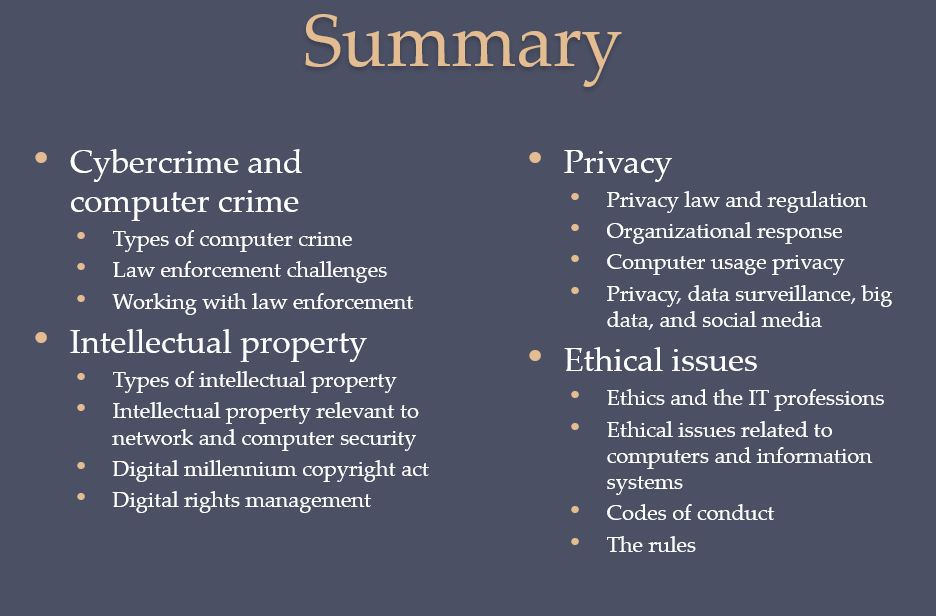 Summary
• Cybercrime and
computer crime
• Types of computer crime
• Law enforcement challenges
• Working with law enforcement
• Intellectual property
• Types of intellectual property
• Intellectual property relevant to
network and computer security
• Digital millennium copyright act
• Digital rights management
• Privacy
• Privacy law and regulation
• Organizational response
• Computer usage privacy
• Privacy, data surveillance, big
data, and social media
• Ethical issues
• Ethics and the IT professions
• Ethical issues related to
computers and information
systems
• Codes of conduct
• The rules